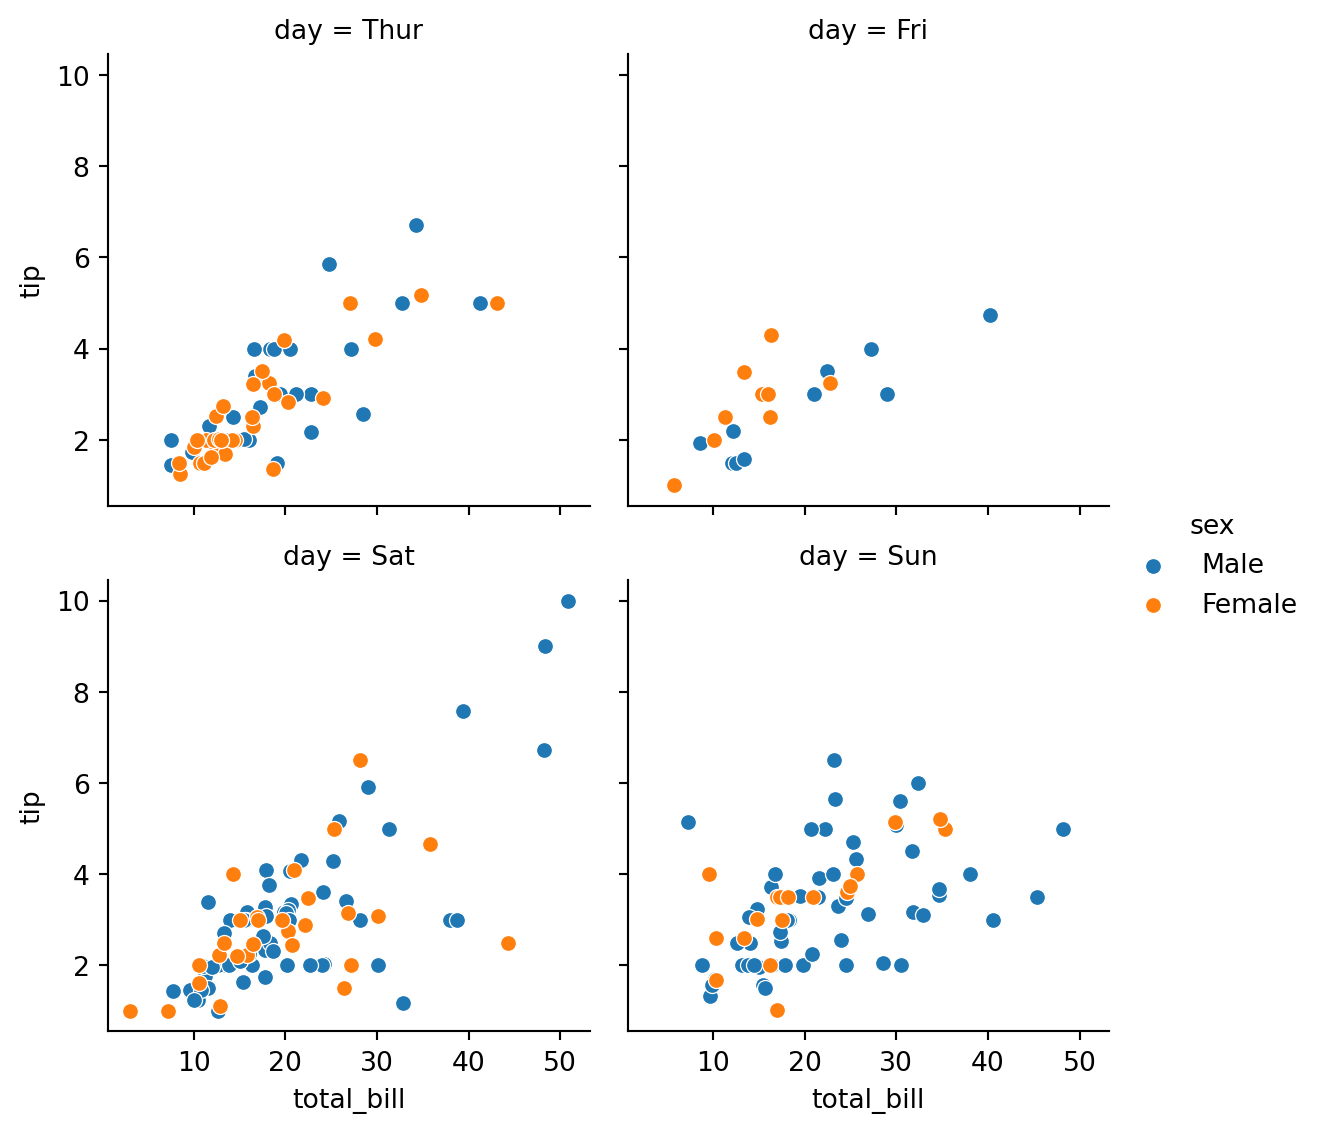 day = Thur
day = Fri
10
8
6
4
2
tip
sex
Male
Female
day = Sat
day = Sun
10
8
6
4
2
tip
10 20 30 40 50
10 20 30 40 50
total_bill
total_bill